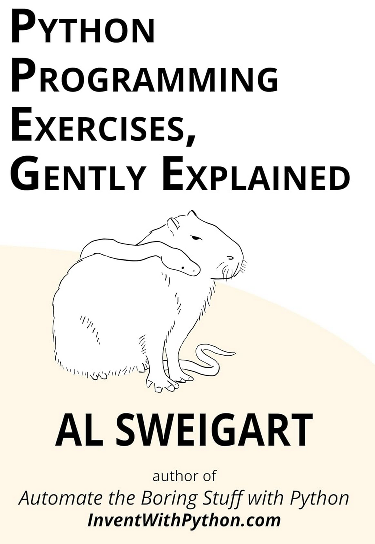 Python
Programming
Exercises,
Gently Explained
AL SWEIGART
author of
Automate the Boring Stuff with Python
InventWithPython.com